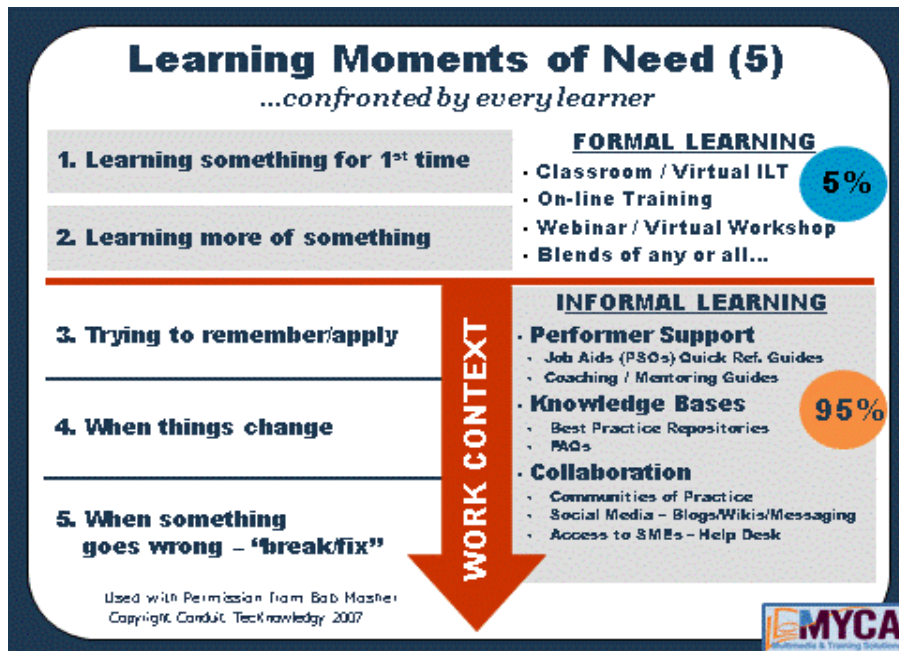 Learning Moments of Need (5)
...confronted by every learner
1. Learning something for 1st time
2. Learning more of something
FORMAL LEARNING
· Classroom / Virtual ILT
· On-line Training
· Webinar / Virtual Workshop
· Blends of any or all...
5%
3. Trying to remember/apply
4. When things change
5. When something
goes wrong – "break/fix"
WORK CONTEXT
INFORMAL LEARNING
· Performer Support
· Job Aids (PSOs) Quick Ref. Guides
· Coaching / Mentoring Guides
· Knowledge Bases
· Best Practice Repositories
· FAQs
· Collaboration
· Communities of Practice
· Social Media – Blogs/Wikis/Messaging
· Access to SMEs – Help Desk
95%
Used with Permission from Bob Mosher
Copyright Conduit TecKnowledgy 2007
EMYCA
Multimedia & Training Solutions